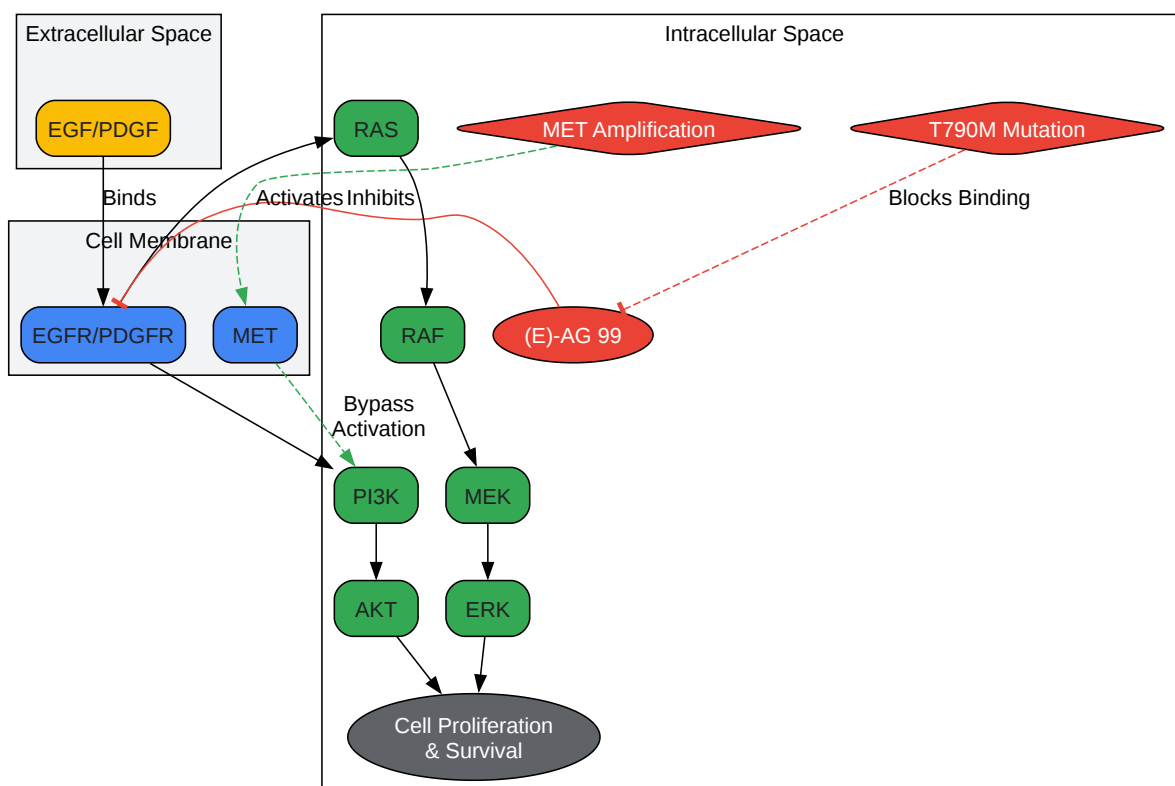 Extracellular Space
Intracellular Space
EGF/PDGF
RAS
MET Amplification
T790M Mutation
Binds
Activates
Inhibits
Blocks Binding
Cell Membrane
EGFR/PDGFR
MET
RAF
(E)-AG 99
Bypass
Activation
PI3K
MEK
AKT
ERK
Cell Proliferation
& Survival